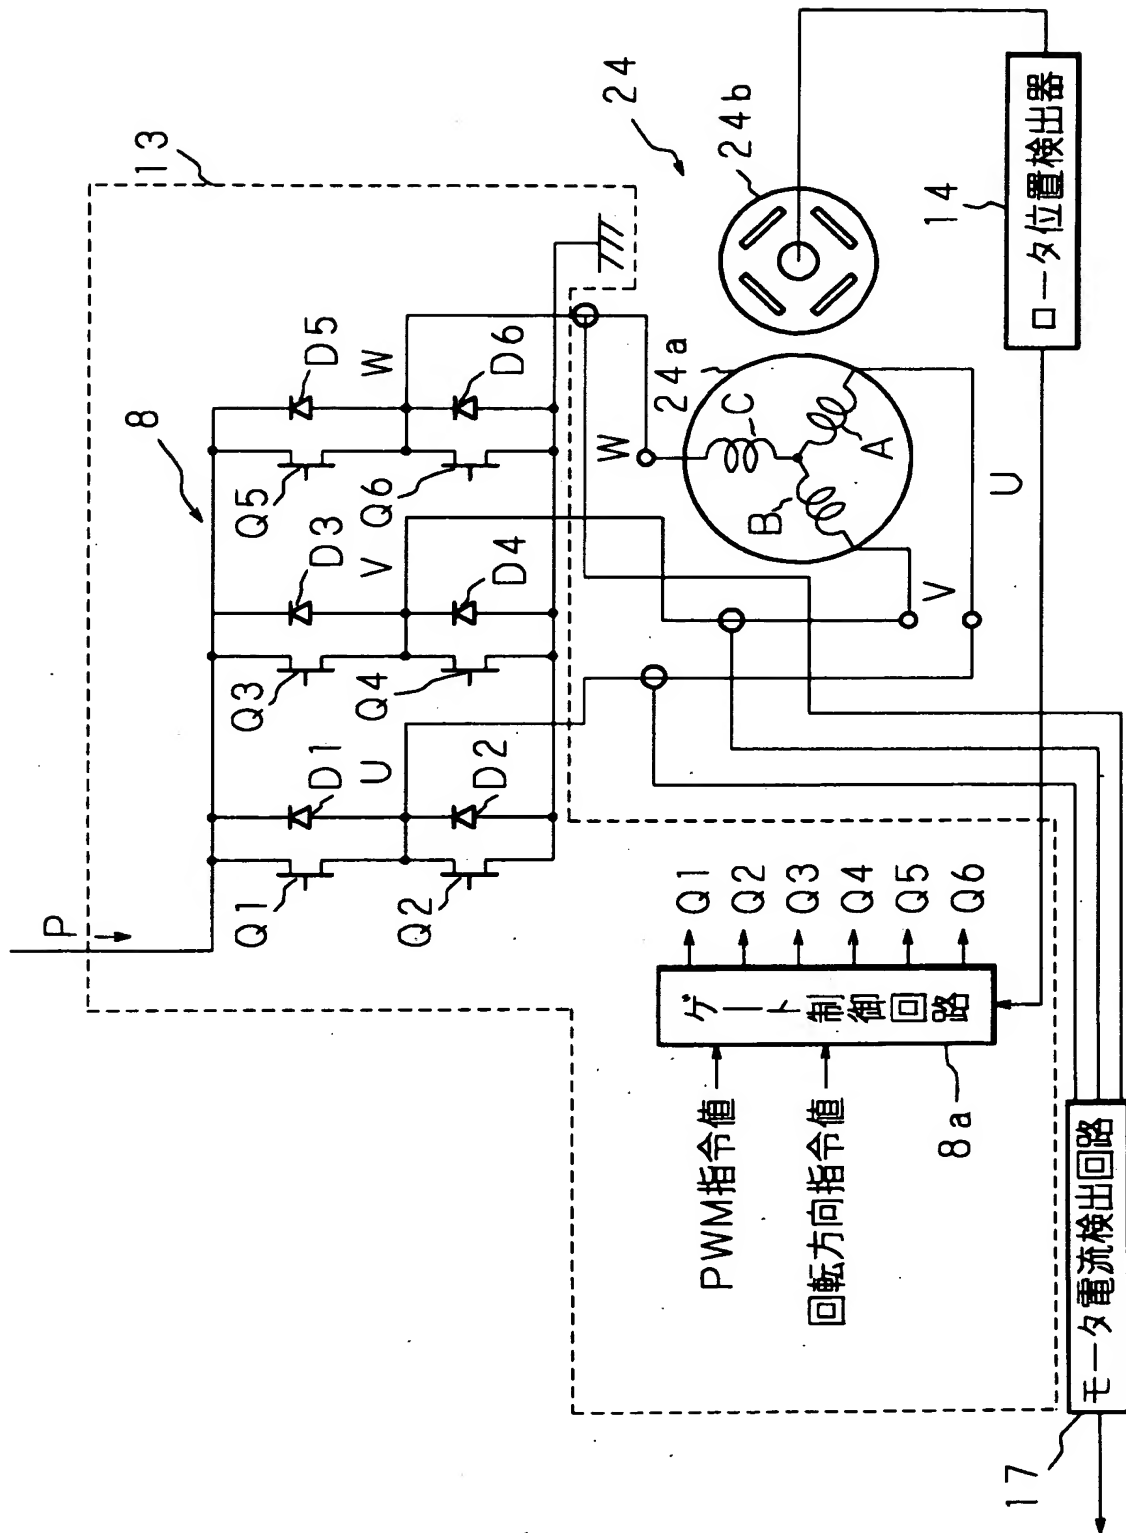 13
P
8
Q1
D1
Q3
D3
Q5
D5
U
V
W
Q2
D2
Q4
D4
Q6
D6
24
24a
24b
W
C
B
A
V
U
Q1
Q2
Q3
Q4
Q5
Q6
ゲート制御回路
PWM指令値
回転方向指令値
8a
14
ロータ位置検出器
17
モータ電流検出回路